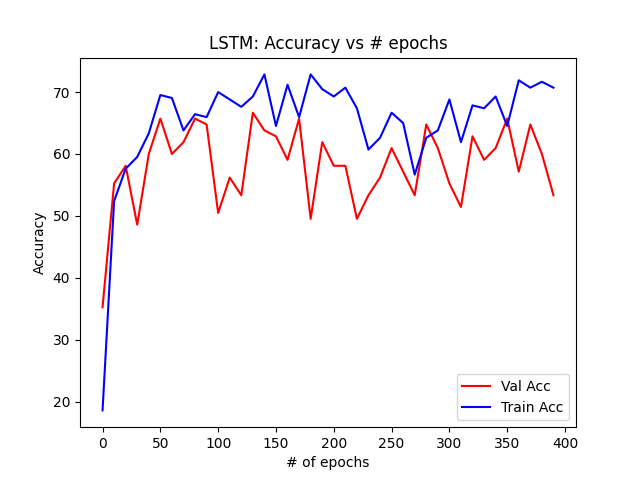 LSTM: Accuracy vs # epochs
Accuracy
70
60
50
40
30
20
Val Acc
Train Acc
0 50 100 150 200 250 300 350 400
# of epochs